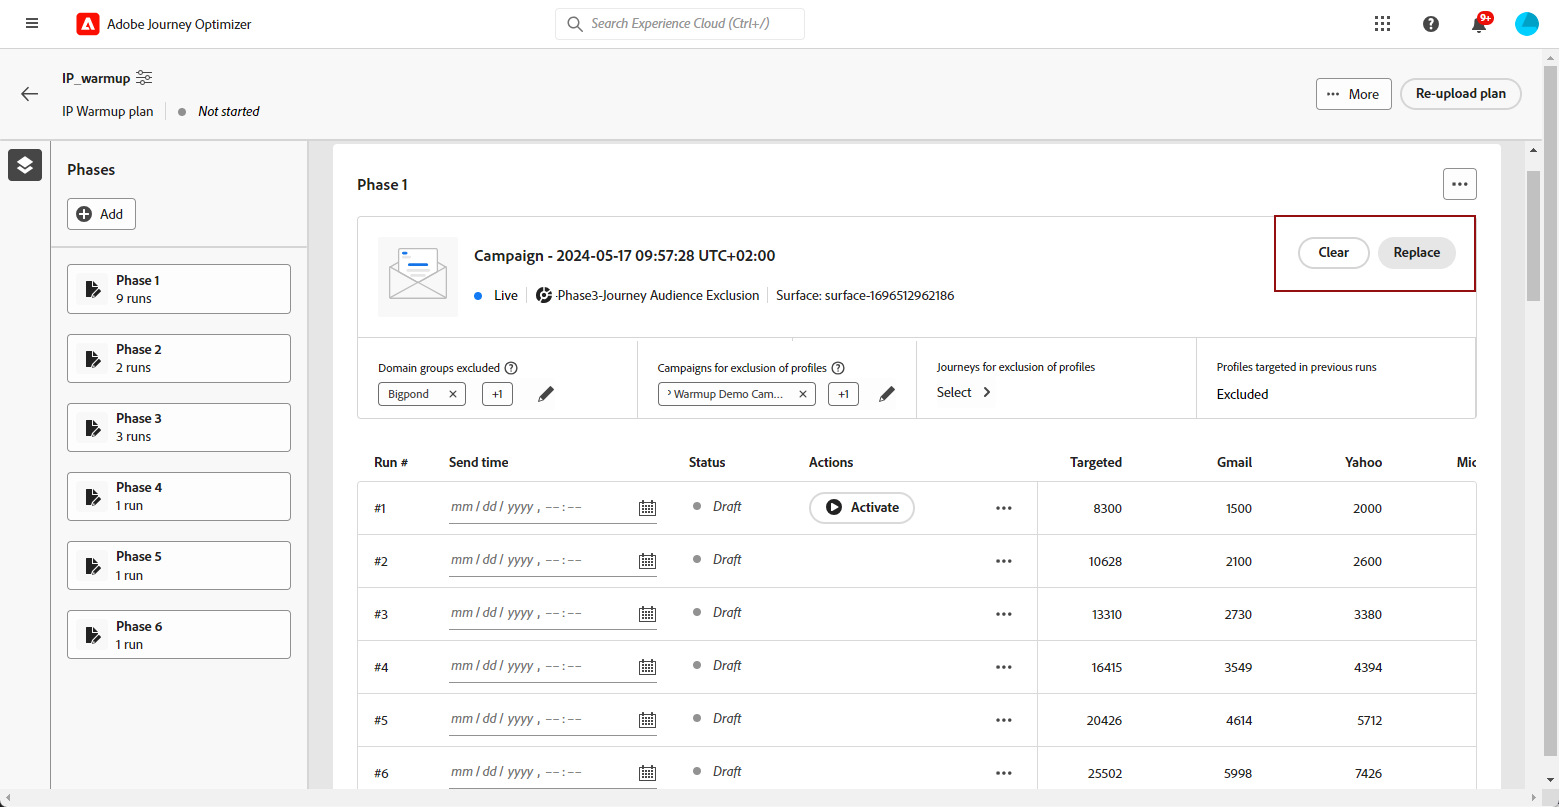 Adobe Journey Optimizer
Search Experience Cloud (Ctrl+/)
9+
IP_warmup
IP Warmup plan
Not started
More
Re-upload plan
Phases
Add
Phase 1
9 runs
Phase 2
2 runs
Phase 3
3 runs
Phase 4
1 run
Phase 5
1 run
Phase 6
1 run
Phase 1
Campaign - 2024-05-17 09:57:28 UTC+02:00
Clear
Replace
Live
Phase3-Journey Audience Exclusion
Surface: surface-1696512962186
Domain groups excluded
Bigpond
+1
Campaigns for exclusion of profiles
Warmup Demo Cam...
+1
Journeys for exclusion of profiles
Select
Profiles targeted in previous runs
Excluded
Run # Send time Status Actions Targeted Gmail Yahoo Mic
#1 mm / dd / yyyy , -- : -- Draft Activate 8300 1500 2000
#2 mm / dd / yyyy , -- : -- Draft 10628 2100 2600
#3 mm / dd / yyyy , -- : -- Draft 13310 2730 3380
#4 mm / dd / yyyy , -- : -- Draft 16415 3549 4394
#5 mm / dd / yyyy , -- : -- Draft 20426 4614 5712
#6 mm / dd / yyyy , -- : -- Draft 25502 5998 7426